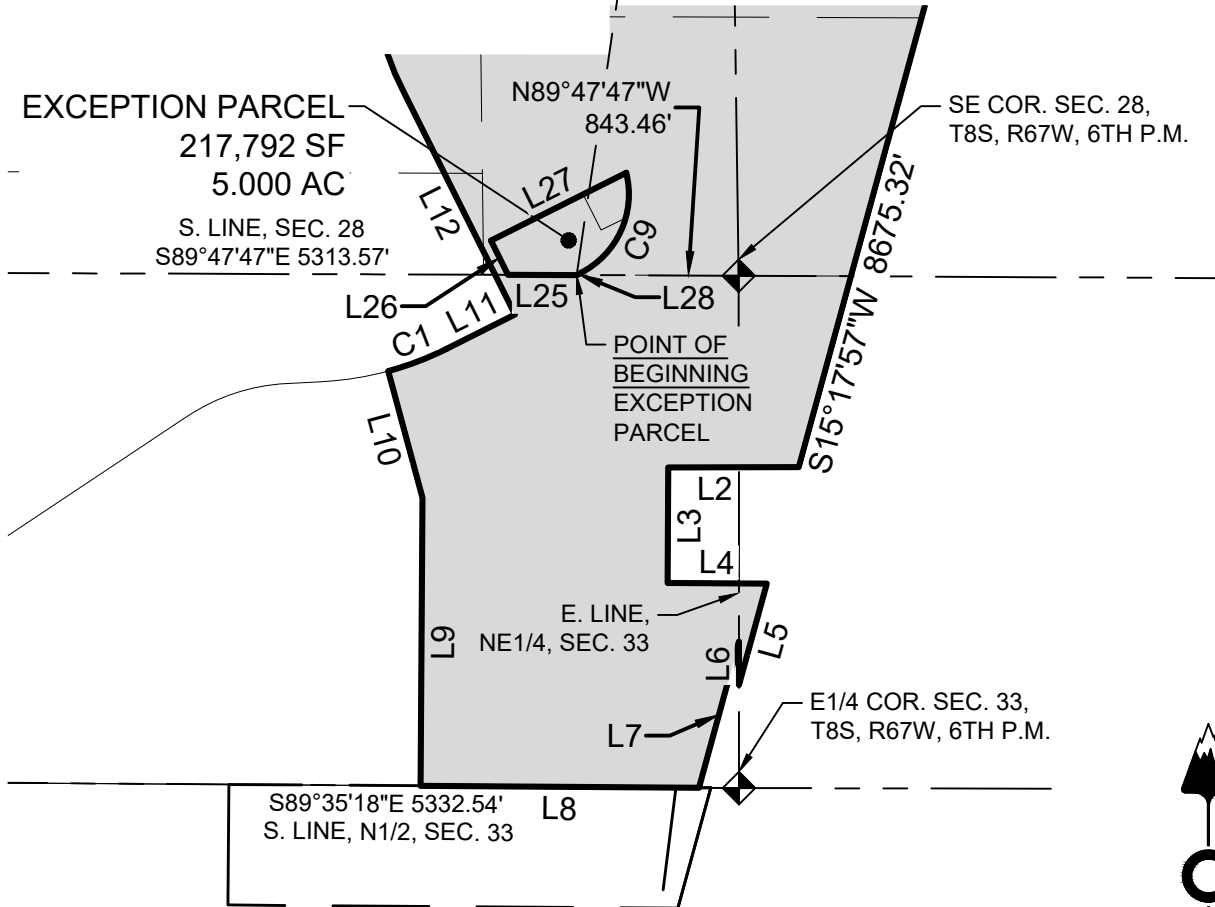 EXCEPTION PARCEL
217,792 SF
5.000 AC
S. LINE, SEC. 28
S89°47'47"E 5313.57'
N89°47'47"W
843.46'
SE COR. SEC. 28,
T8S, R67W, 6TH P.M.
L27
L12
C9
S15°17'57"W 8675.32'
L26
L25
L28
L11
C1
POINT OF
BEGINNING
EXCEPTION
PARCEL
L10
L2
L3
L4
E. LINE,
NE1/4, SEC. 33
L5
L6
L9
L7
E1/4 COR. SEC. 33,
T8S, R67W, 6TH P.M.
L8
S89°35'18"E 5332.54'
S. LINE, N1/2, SEC. 33